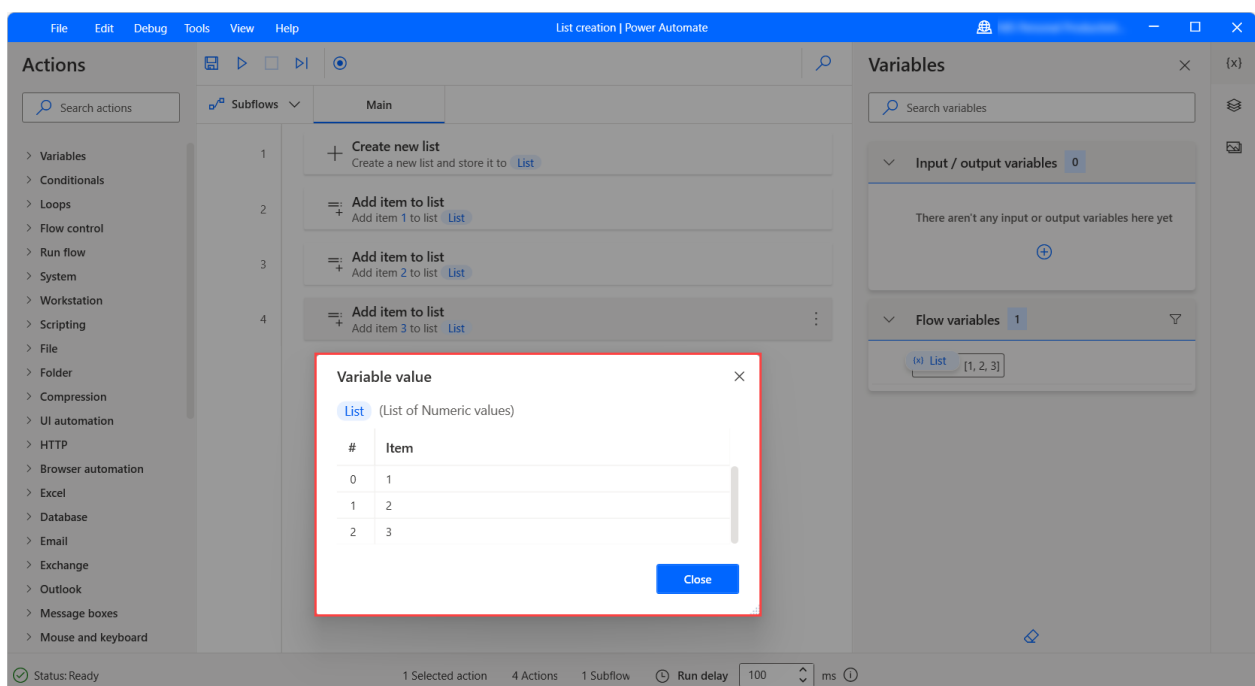 File Edit Debug Tools View Help
List creation | Power Automate
Actions
Search actions
Variables
Conditionals
Loops
Flow control
Run flow
System
Workstation
Scripting
File
Folder
Compression
UI automation
HTTP
Browser automation
Excel
Database
Email
Exchange
Outlook
Message boxes
Mouse and keyboard
Subflows
Main
1
Create new list
Create a new list and store it to List
2
Add item to list
Add item 1 to list List
3
Add item to list
Add item 2 to list List
4
Add item to list
Add item 3 to list List
Variable value
List (List of Numeric values)
# Item
0 1
1 2
2 3
Close
Variables
{x}
Search variables
Input / output variables 0
There aren't any input or output variables here yet
Flow variables 1
{x} List [1, 2, 3]
Status: Ready
1 Selected action 4 Actions 1 Subflow Run delay 100 ms